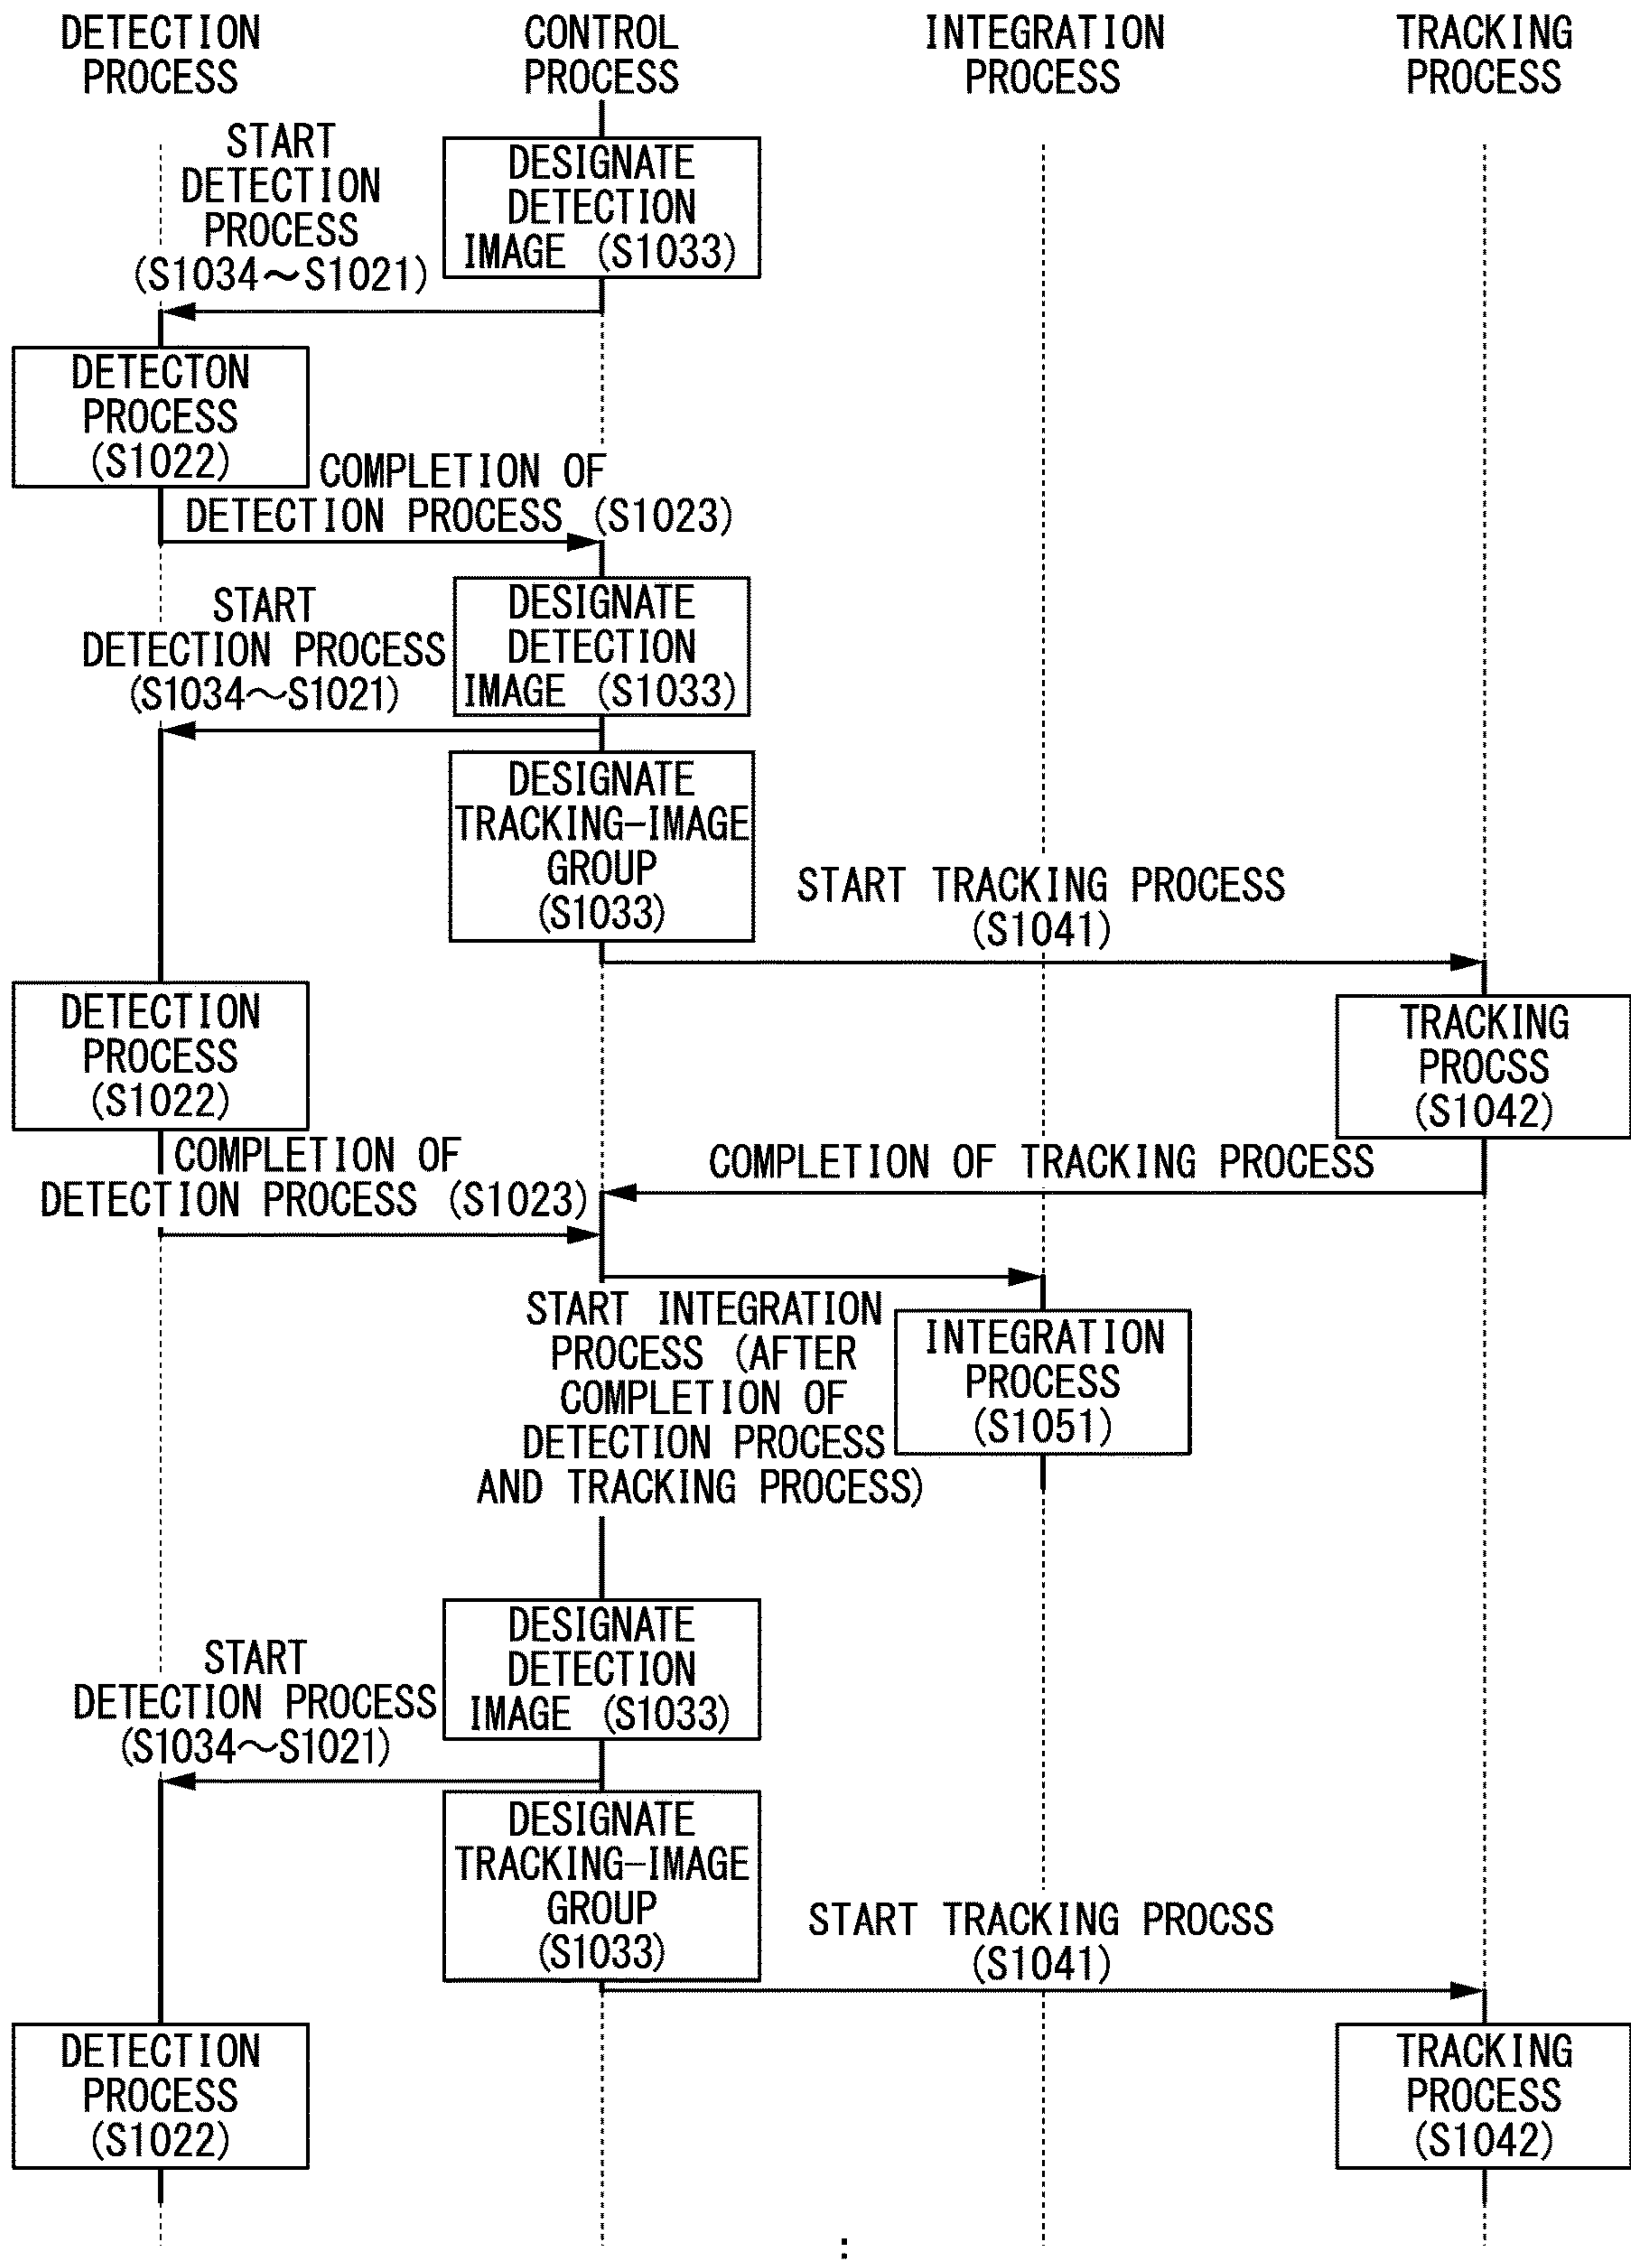 DETECTION
PROCESS
CONTROL
PROCESS
INTEGRATION
PROCESS
TRACKING
PROCESS
START
DETECTION
PROCESS
(S1034～S1021)
DESIGNATE
DETECTION
IMAGE (S1033)
DETECTON
PROCESS
(S1022)
COMPLETION OF
DETECTION PROCESS (S1023)
START
DETECTION PROCESS
(S1034～S1021)
DESIGNATE
DETECTION
IMAGE (S1033)
DESIGNATE
TRACKING-IMAGE
GROUP
(S1033)
START TRACKING PROCESS
(S1041)
DETECTION
PROCESS
(S1022)
TRACKING
PROCSS
(S1042)
COMPLETION OF
DETECTION PROCESS (S1023)
COMPLETION OF TRACKING PROCESS
START INTEGRATION
PROCESS (AFTER
COMPLETION OF
DETECTION PROCESS
AND TRACKING PROCESS)
INTEGRATION
PROCESS
(S1051)
DESIGNATE
DETECTION
IMAGE (S1033)
START
DETECTION PROCESS
(S1034～S1021)
DESIGNATE
TRACKING-IMAGE
GROUP
(S1033)
START TRACKING PROCSS
(S1041)
DETECTION
PROCESS
(S1022)
TRACKING
PROCESS
(S1042)
: